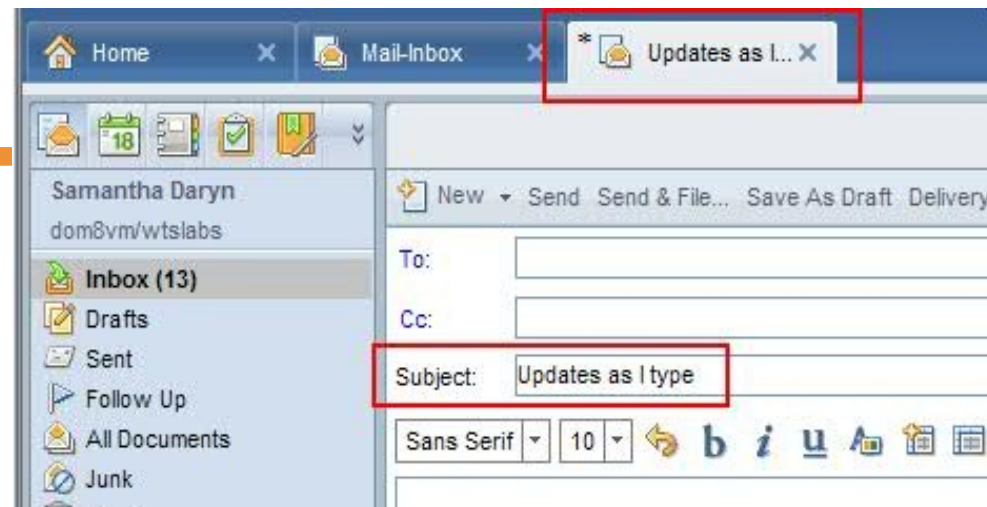 Home
Mail-Inbox
* Updates as I...
18
Samantha Daryn
dom8vm/wtslabs
Inbox (13)
Drafts
Sent
Follow Up
All Documents
Junk
New Send Send & File... Save As Draft Delivery
To:
Cc:
Subject: Updates as I type
Sans Serif 10 b i u A